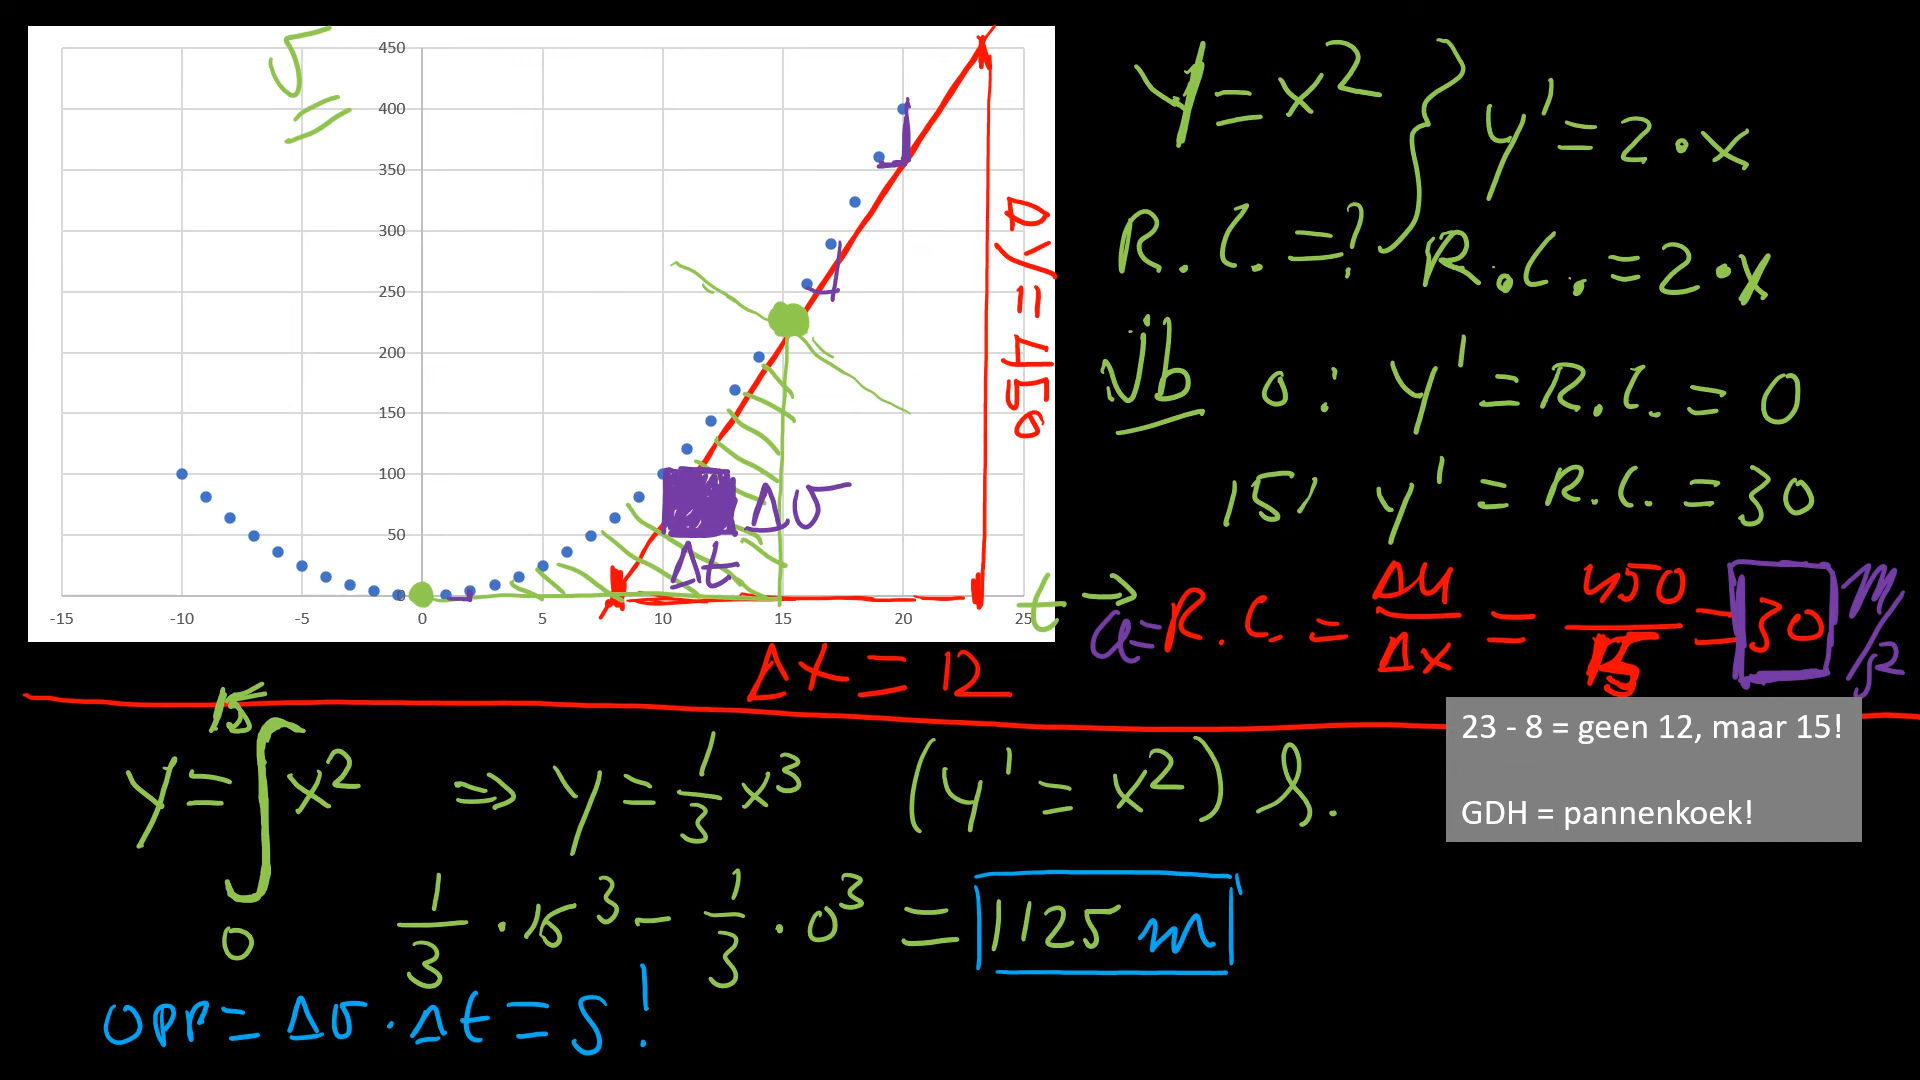 v
450
400
350
300
250
200
150
100
50
0
-15 -10 -5 0 5 10 15 20 25
t
Δv
Δt
Δy = 450
Δx = 12
y = x²
R.C. = ?
y' = 2·x
R.C. = 2·x
Vb 0: y' = R.C. = 0
15: y' = R.C. = 30
a = R.C. = Δy/Δx = 450/15 = 30 m/s²
23 - 8 = geen 12, maar 15!
GDH = pannenkoek!
y = ∫ 0 15 x² ⇒ y = 1/3 x³ (y' = x²)
1/3 · 15³ - 1/3 · 0³ = 1125 m
OPP = Δv · Δt = s!